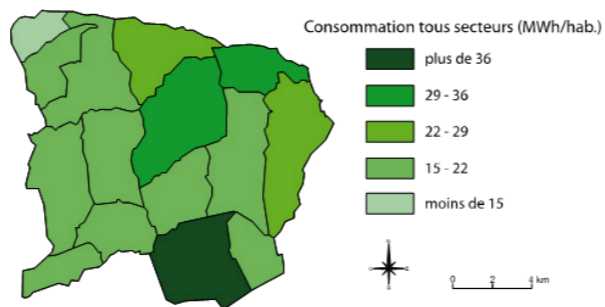 Consommation tous secteurs (MWh/hab.)
plus de 36
29 - 36
22 - 29
15 - 22
moins de 15
0 2 4 km